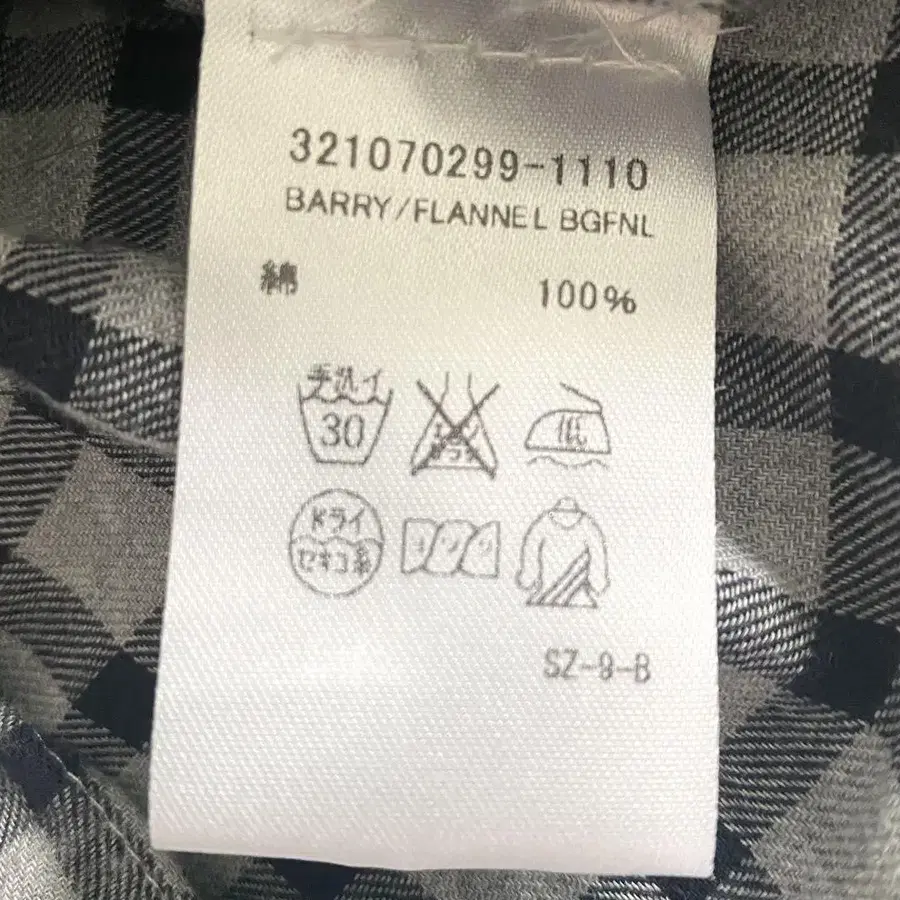 321070299-1110
BARRY/FLANNEL BGFNL
綿 100%
手洗イ
30
低
ドライ
セキユ系
SZ-9-B